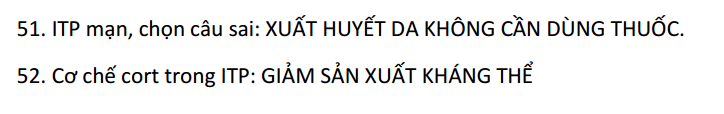 51. ITP mạn, chọn câu sai: XUẤT HUYẾT DA KHÔNG CẦN DÙNG THUỐC.
52. Cơ chế cort trong ITP: GIẢM SẢN XUẤT KHÁNG THỂ